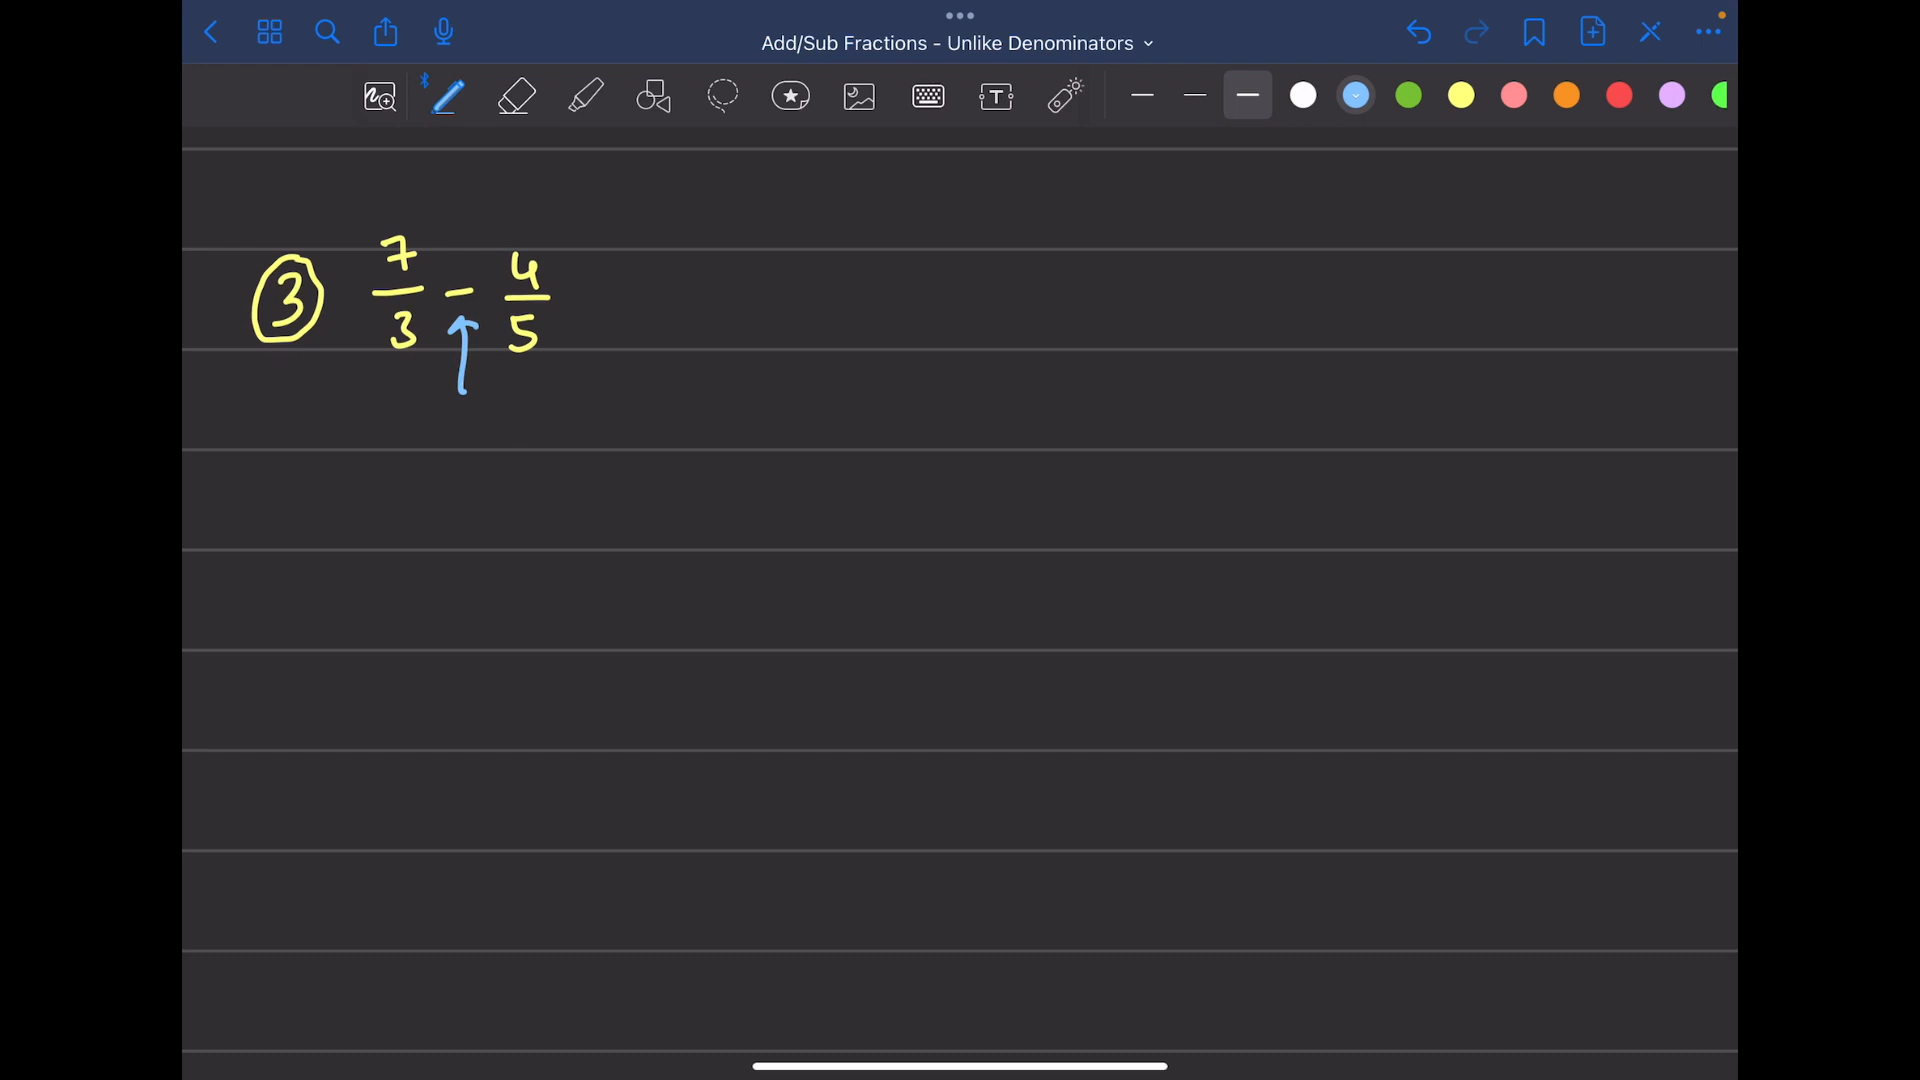 Add/Sub Fractions - Unlike Denominators
T
③ 7/3 - 4/5